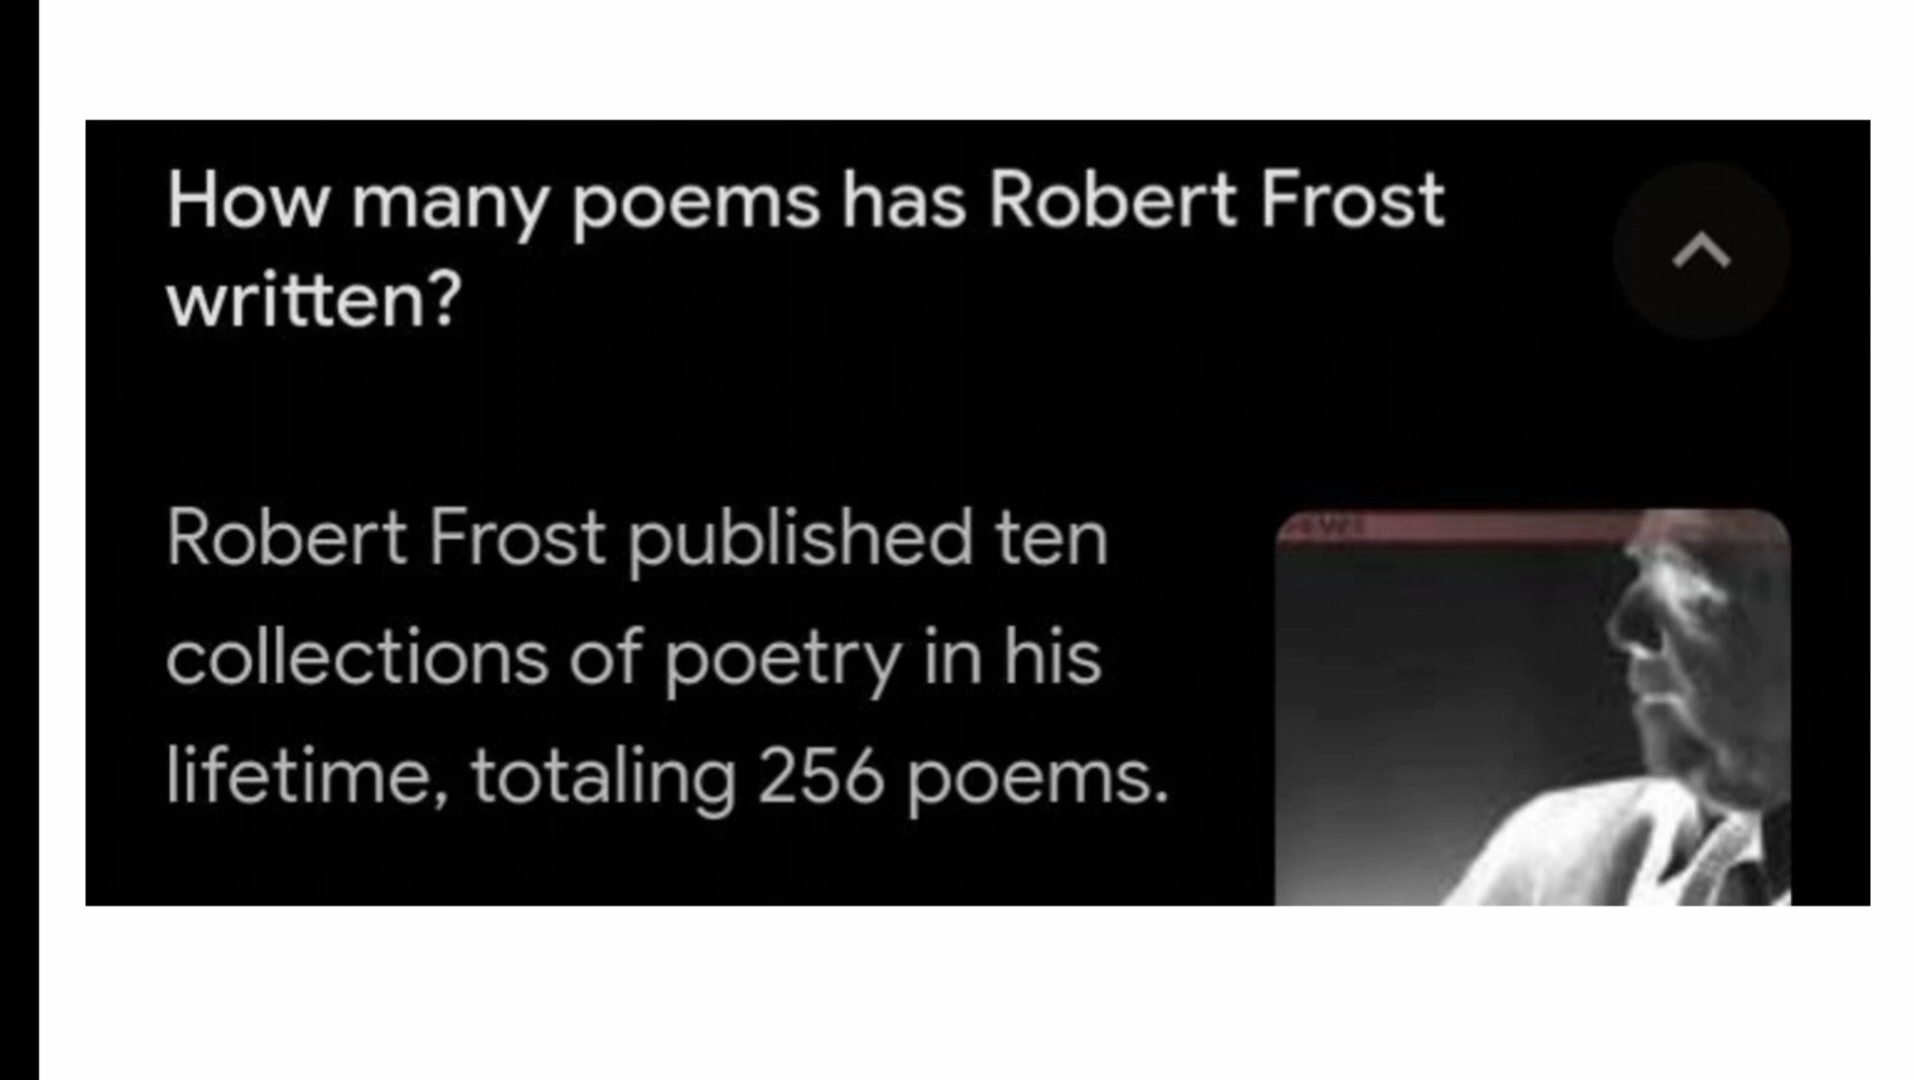 How many poems has Robert Frost
written?
Robert Frost published ten
collections of poetry in his
lifetime, totaling 256 poems.